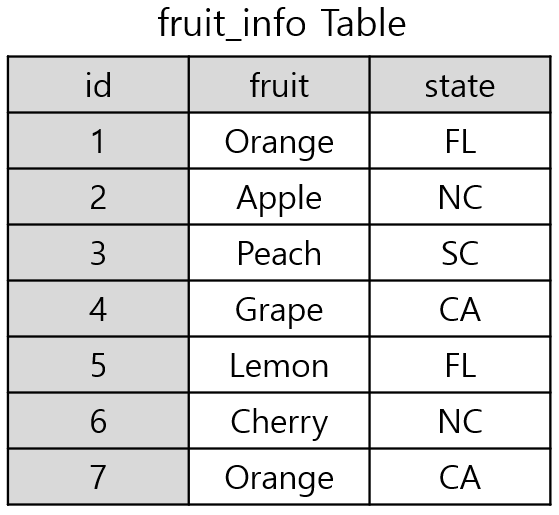 fruit_info Table
id fruit state
1 Orange FL
2 Apple NC
3 Peach SC
4 Grape CA
5 Lemon FL
6 Cherry NC
7 Orange CA